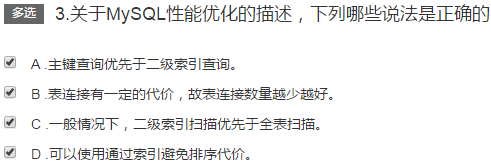 多选 3.关于MySQL性能优化的描述，下列哪些说法是正确的
A .主键查询优先于二级索引查询。
B .表连接有一定的代价，故表连接数量越少越好。
C .一般情况下，二级索引扫描优先于全表扫描。
D .可以使用通过索引避免排序代价。